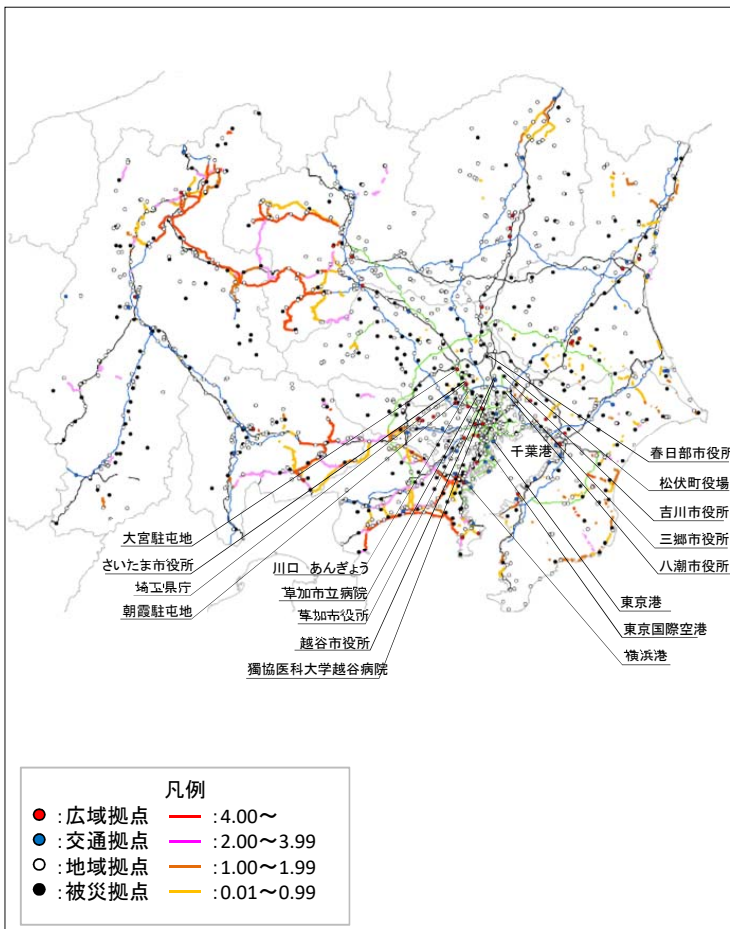 千葉港
春日部市役所
松伏町役場
吉川市役所
三郷市役所
八潮市役所
大宮駐屯地
さいたま市役所
埼玉県庁
朝霞駐屯地
川口 あんぎょう
草加市立病院
草加市役所
越谷市役所
獨協医科大学越谷病院
東京港
東京国際空港
横浜港
凡例
:広域拠点 :4.00～
:交通拠点 :2.00～3.99
:地域拠点 :1.00～1.99
:被災拠点 :0.01～0.99